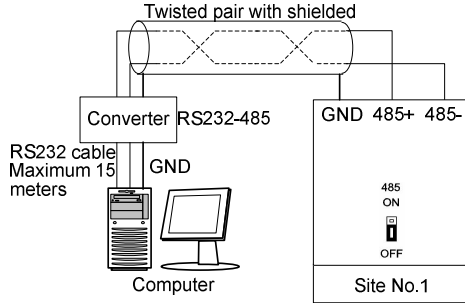 Twisted pair with shielded
Converter RS232-485
GND 485+ 485-
RS232 cable
Maximum 15
meters
GND
485
ON
OFF
Computer
Site No.1